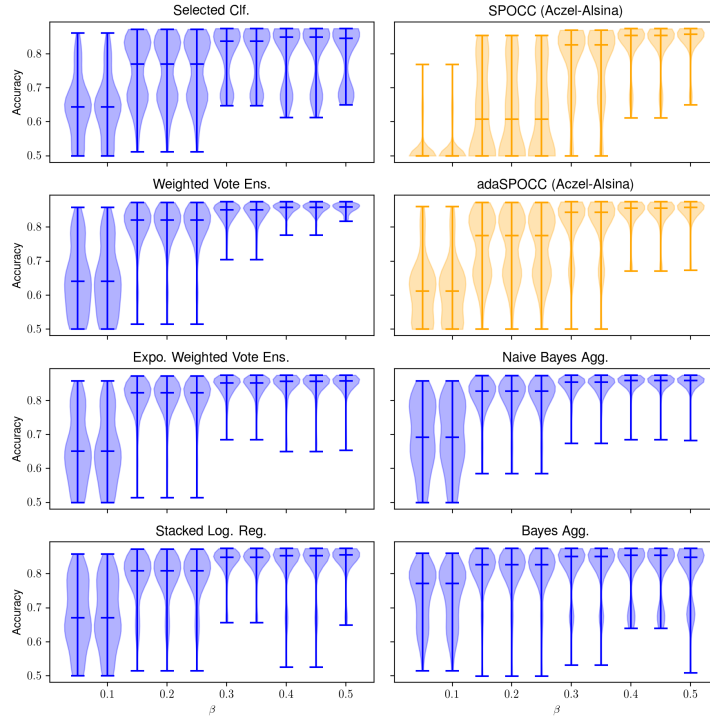 Selected Clf.
SPOCC (Aczel-Alsina)
Accuracy
0.8
0.7
0.6
0.5
Weighted Vote Ens.
adaSPOCC (Aczel-Alsina)
Accuracy
0.8
0.7
0.6
0.5
Expo. Weighted Vote Ens.
Naive Bayes Agg.
Accuracy
0.8
0.7
0.6
0.5
Stacked Log. Reg.
Bayes Agg.
Accuracy
0.8
0.7
0.6
0.5
0.1 0.2 0.3 0.4 0.5
β
0.1 0.2 0.3 0.4 0.5
β